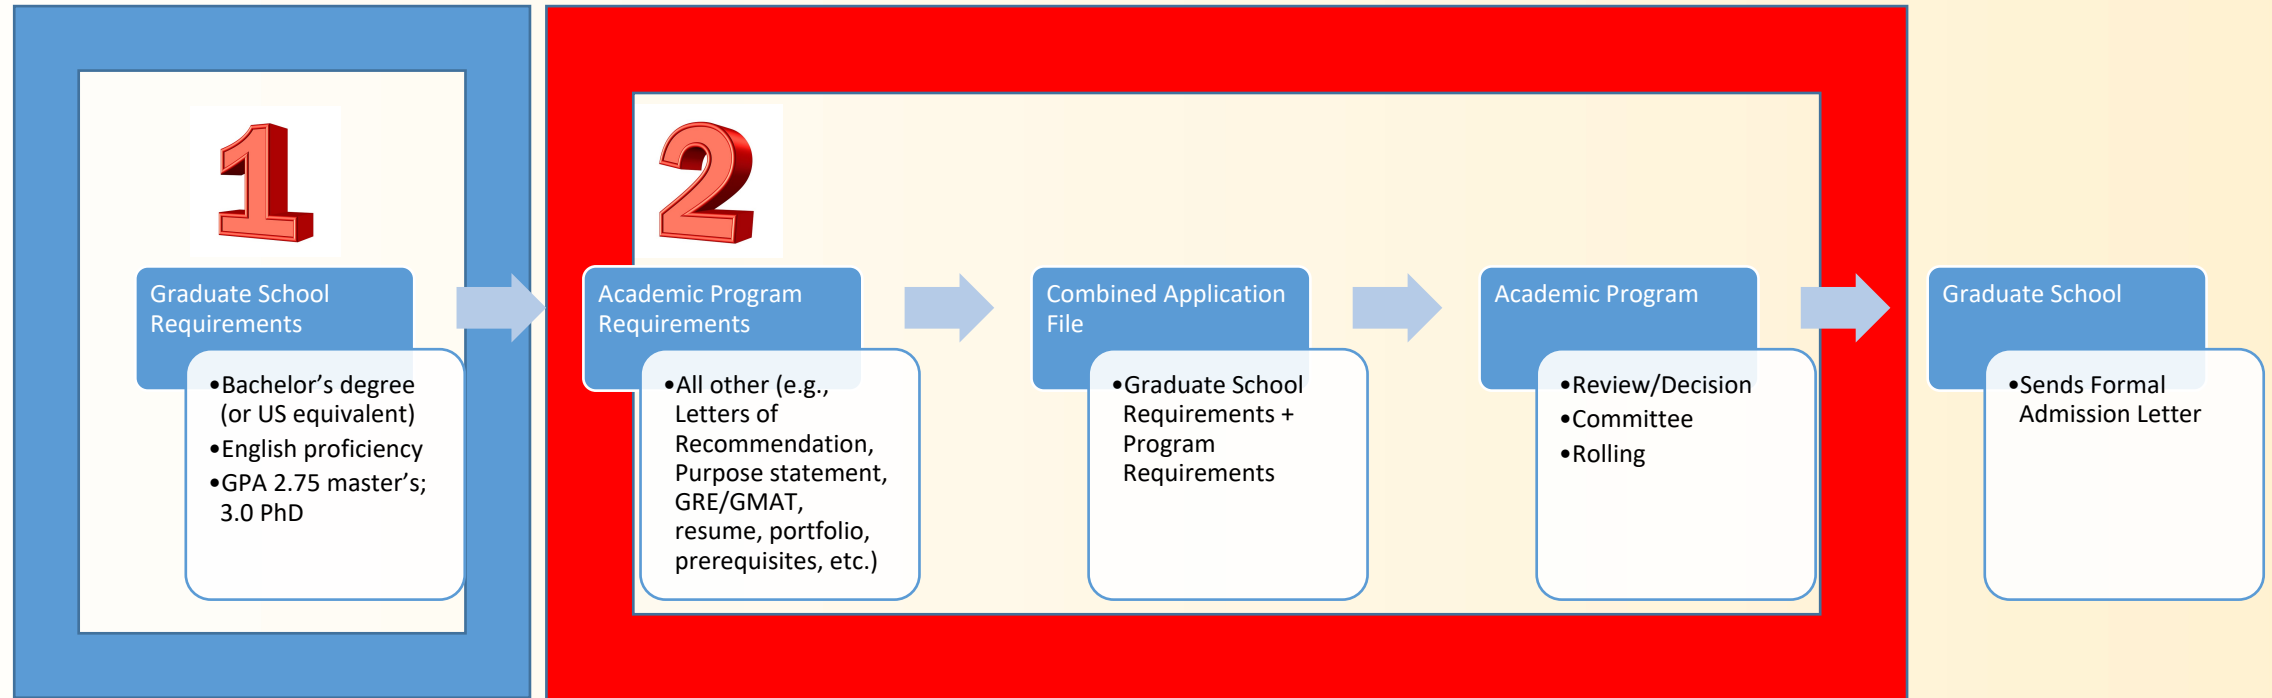 1
Graduate School
Requirements
•Bachelor’s degree
(or US equivalent)
•English proficiency
•GPA 2.75 master’s;
3.0 PhD
2
Academic Program
Requirements
•All other (e.g.,
Letters of
Recommendation,
Purpose statement,
GRE/GMAT,
resume, portfolio,
prerequisites, etc.)
Combined Application
File
•Graduate School
Requirements +
Program
Requirements
Academic Program
•Review/Decision
•Committee
•Rolling
Graduate School
•Sends Formal
Admission Letter